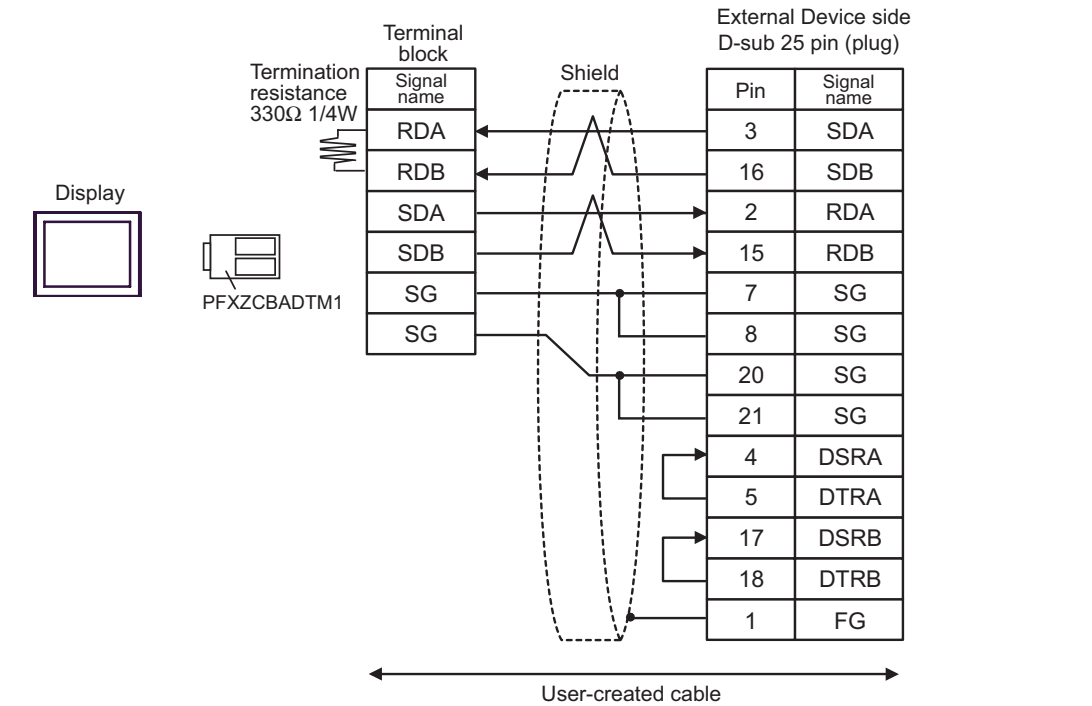 External Device side
D-sub 25 pin (plug)
Terminal
block
Termination
resistance
330Ω 1/4W
Shield
Signal
name
Pin
Signal
name
RDA
3
SDA
RDB
16
SDB
Display
SDA
2
RDA
SDB
15
RDB
PFXZCBADTM1
SG
7
SG
SG
8
SG
20
SG
21
SG
4
DSRA
5
DTRA
17
DSRB
18
DTRB
1
FG
User-created cable